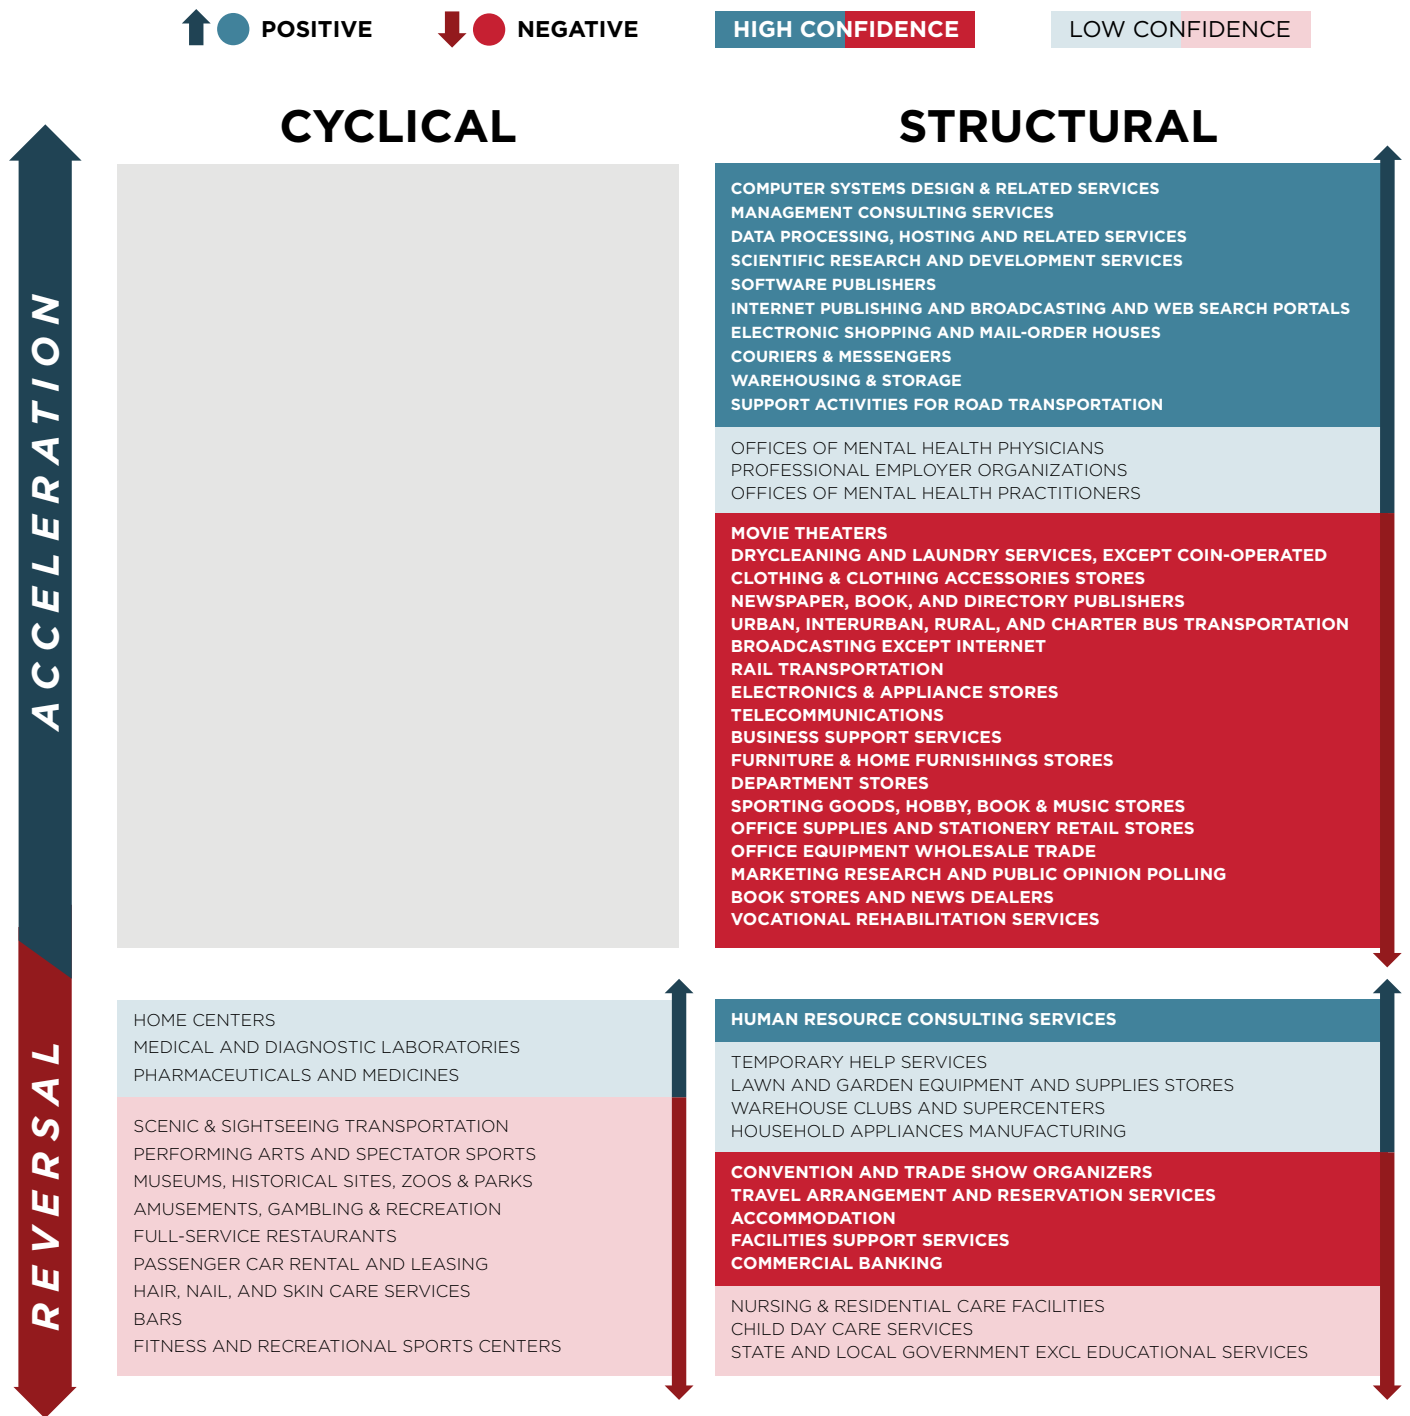 POSITIVE
NEGATIVE
HIGH CONFIDENCE
LOW CONFIDENCE
CYCLICAL
STRUCTURAL
ACCELERATION
COMPUTER SYSTEMS DESIGN & RELATED SERVICES
MANAGEMENT CONSULTING SERVICES
DATA PROCESSING, HOSTING AND RELATED SERVICES
SCIENTIFIC RESEARCH AND DEVELOPMENT SERVICES
SOFTWARE PUBLISHERS
INTERNET PUBLISHING AND BROADCASTING AND WEB SEARCH PORTALS
ELECTRONIC SHOPPING AND MAIL-ORDER HOUSES
COURIERS & MESSENGERS
WAREHOUSING & STORAGE
SUPPORT ACTIVITIES FOR ROAD TRANSPORTATION
OFFICES OF MENTAL HEALTH PHYSICIANS
PROFESSIONAL EMPLOYER ORGANIZATIONS
OFFICES OF MENTAL HEALTH PRACTITIONERS
MOVIE THEATERS
DRYCLEANING AND LAUNDRY SERVICES, EXCEPT COIN-OPERATED
CLOTHING & CLOTHING ACCESSORIES STORES
NEWSPAPER, BOOK, AND DIRECTORY PUBLISHERS
URBAN, INTERURBAN, RURAL, AND CHARTER BUS TRANSPORTATION
BROADCASTING EXCEPT INTERNET
RAIL TRANSPORTATION
ELECTRONICS & APPLIANCE STORES
TELECOMMUNICATIONS
BUSINESS SUPPORT SERVICES
FURNITURE & HOME FURNISHINGS STORES
DEPARTMENT STORES
SPORTING GOODS, HOBBY, BOOK & MUSIC STORES
OFFICE SUPPLIES AND STATIONERY RETAIL STORES
OFFICE EQUIPMENT WHOLESALE TRADE
MARKETING RESEARCH AND PUBLIC OPINION POLLING
BOOK STORES AND NEWS DEALERS
VOCATIONAL REHABILITATION SERVICES
REVERSAL
HOME CENTERS
MEDICAL AND DIAGNOSTIC LABORATORIES
PHARMACEUTICALS AND MEDICINES
SCENIC & SIGHTSEEING TRANSPORTATION
PERFORMING ARTS AND SPECTATOR SPORTS
MUSEUMS, HISTORICAL SITES, ZOOS & PARKS
AMUSEMENTS, GAMBLING & RECREATION
FULL-SERVICE RESTAURANTS
PASSENGER CAR RENTAL AND LEASING
HAIR, NAIL, AND SKIN CARE SERVICES
BARS
FITNESS AND RECREATIONAL SPORTS CENTERS
HUMAN RESOURCE CONSULTING SERVICES
TEMPORARY HELP SERVICES
LAWN AND GARDEN EQUIPMENT AND SUPPLIES STORES
WAREHOUSE CLUBS AND SUPERCENTERS
HOUSEHOLD APPLIANCES MANUFACTURING
CONVENTION AND TRADE SHOW ORGANIZERS
TRAVEL ARRANGEMENT AND RESERVATION SERVICES
ACCOMMODATION
FACILITIES SUPPORT SERVICES
COMMERCIAL BANKING
NURSING & RESIDENTIAL CARE FACILITIES
CHILD DAY CARE SERVICES
STATE AND LOCAL GOVERNMENT EXCL EDUCATIONAL SERVICES